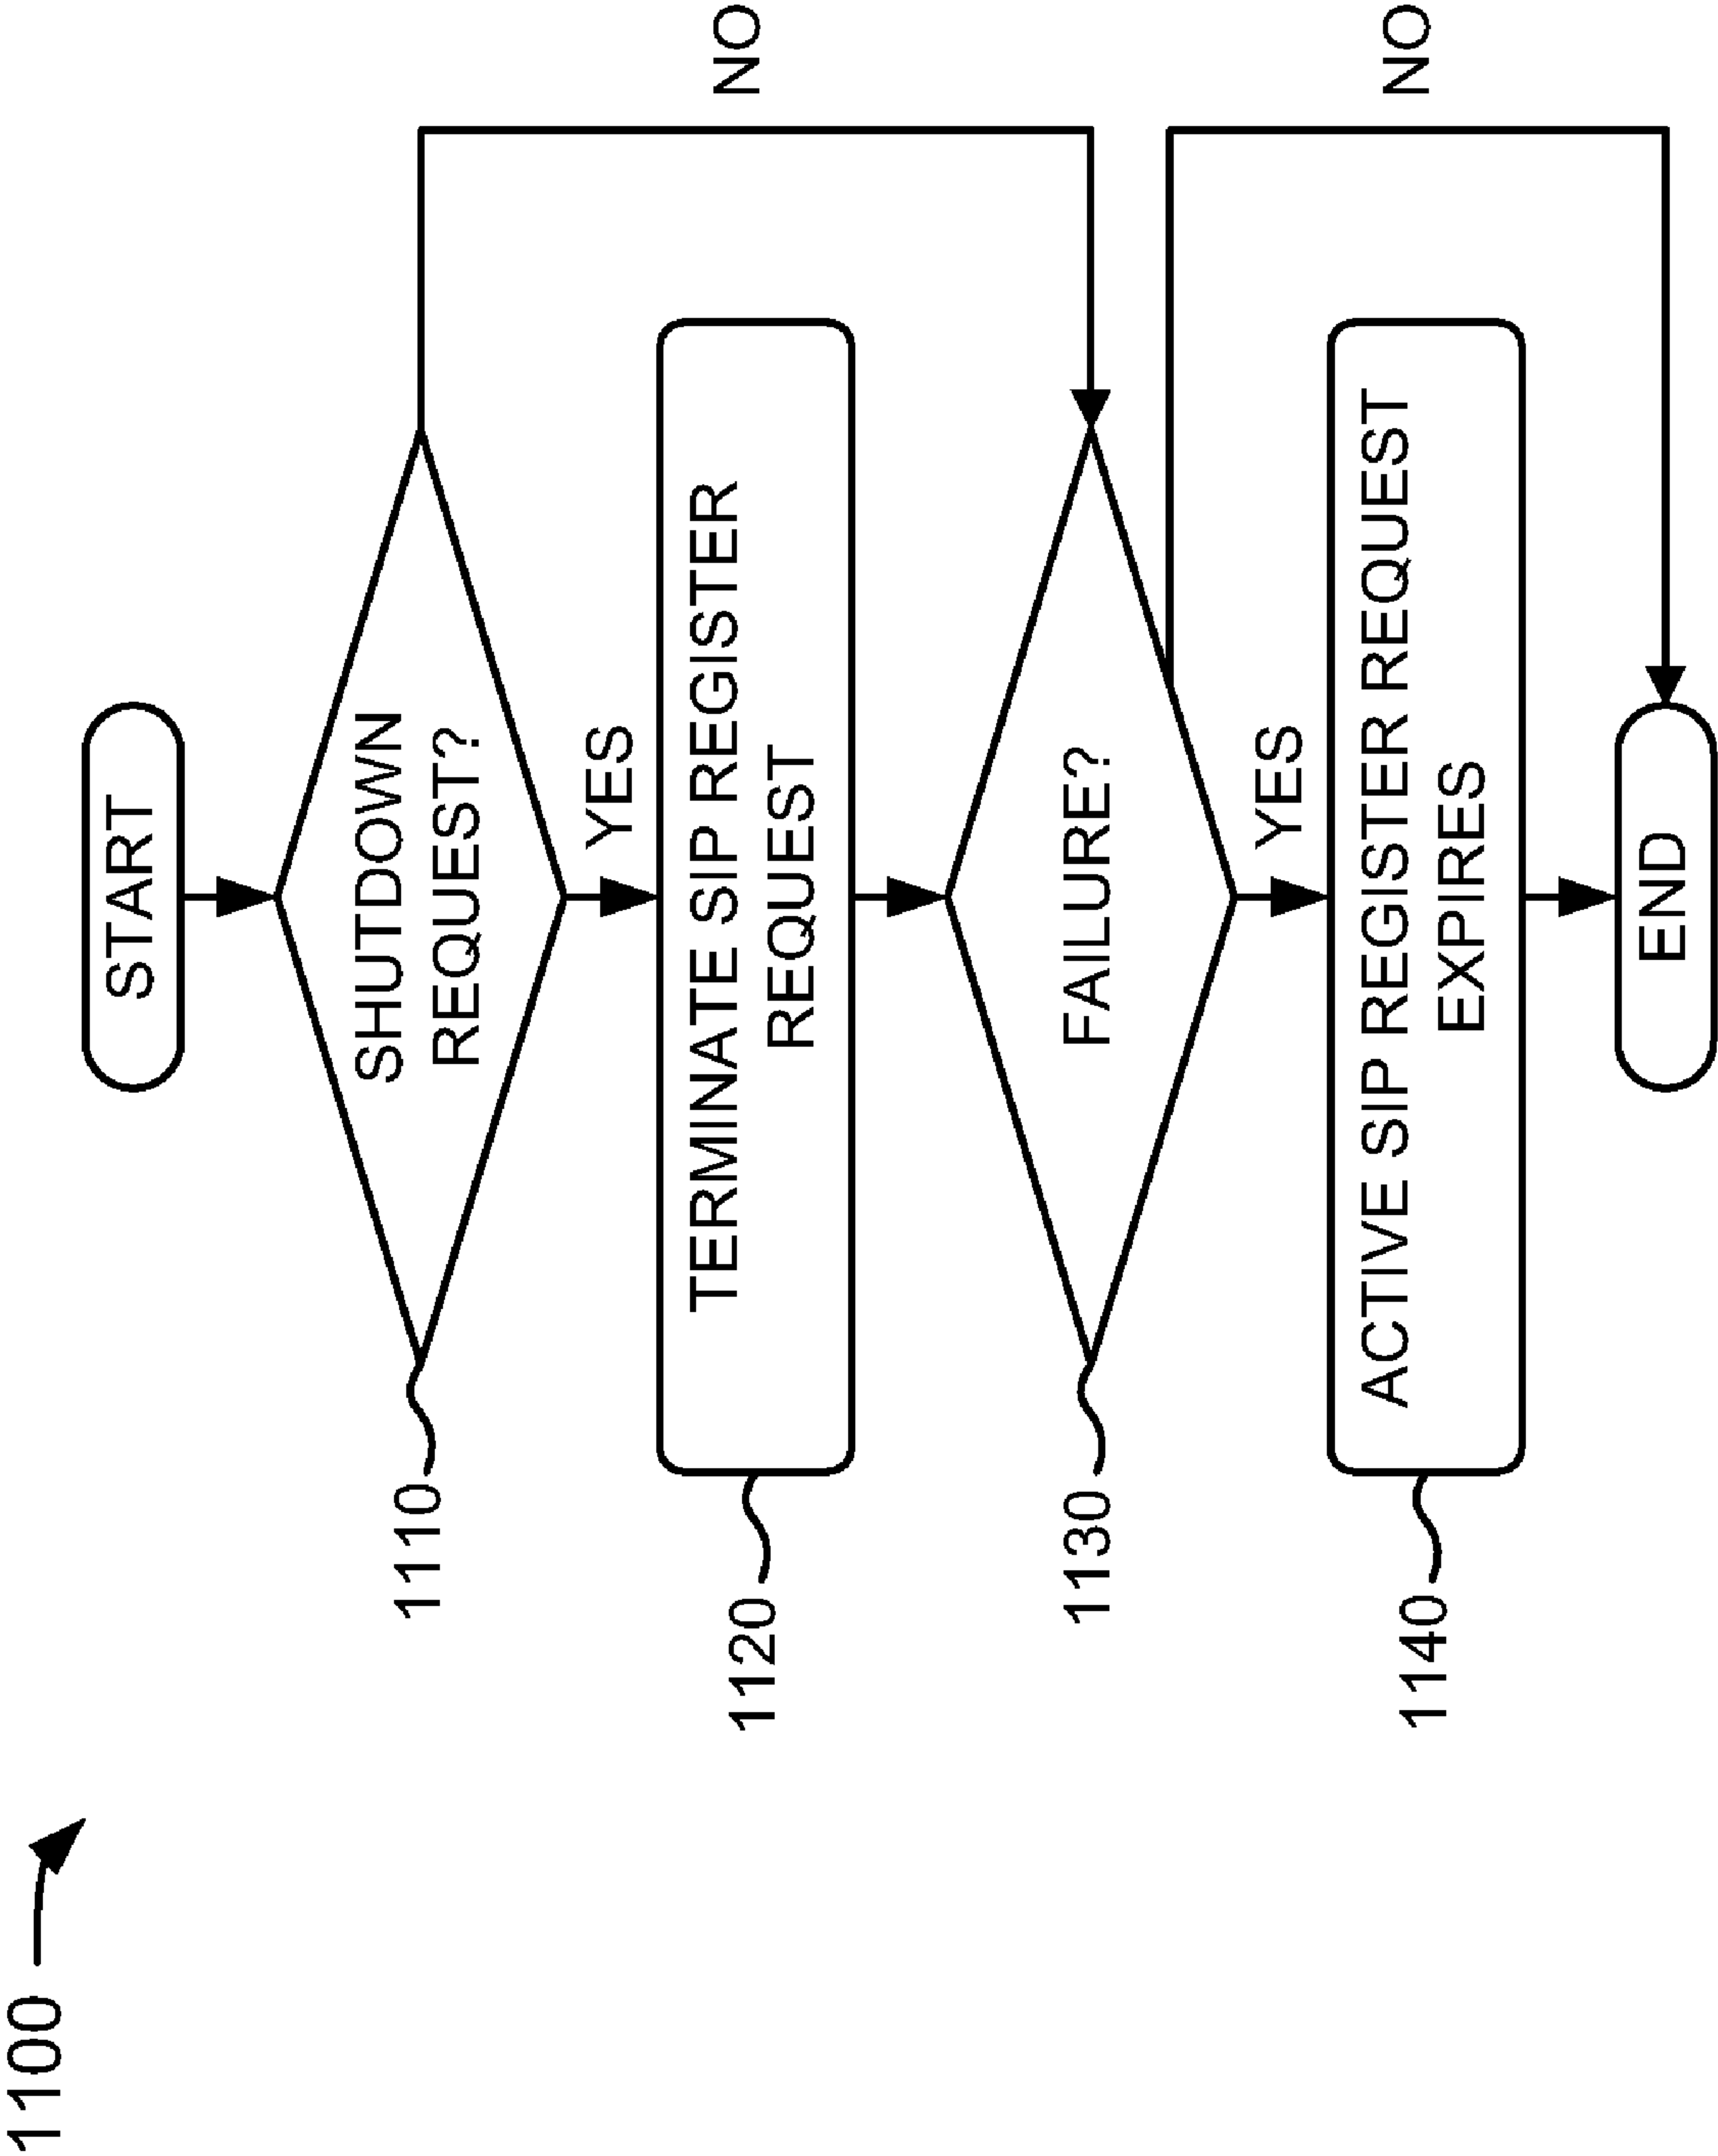 1100
START
1110
SHUTDOWN
REQUEST?
NO
YES
1120
TERMINATE SIP REGISTER
REQUEST
1130
FAILURE?
NO
YES
1140
ACTIVE SIP REGISTER REQUEST
EXPIRES
END